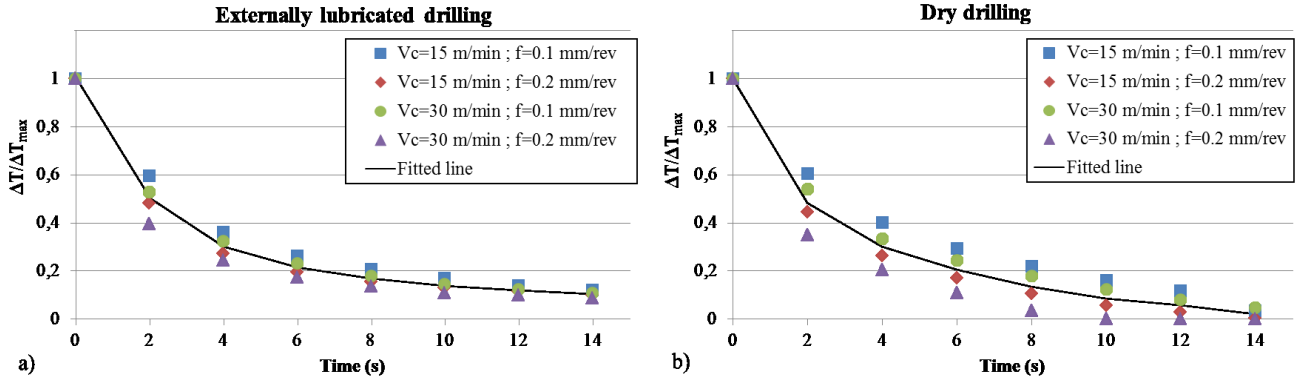 Externally lubricated drilling
Vc=15 m/min ; f=0.1 mm/rev
Vc=15 m/min ; f=0.2 mm/rev
Vc=30 m/min ; f=0.1 mm/rev
Vc=30 m/min ; f=0.2 mm/rev
Fitted line
ΔT/ΔTmax
1
0,8
0,6
0,4
0,2
0
0 2 4 6 8 10 12 14
Time (s)
a)
Dry drilling
Vc=15 m/min ; f=0.1 mm/rev
Vc=15 m/min ; f=0.2 mm/rev
Vc=30 m/min ; f=0.1 mm/rev
Vc=30 m/min ; f=0.2 mm/rev
Fitted line
ΔT/ΔTmax
1
0,8
0,6
0,4
0,2
0
0 2 4 6 8 10 12 14
Time (s)
b)